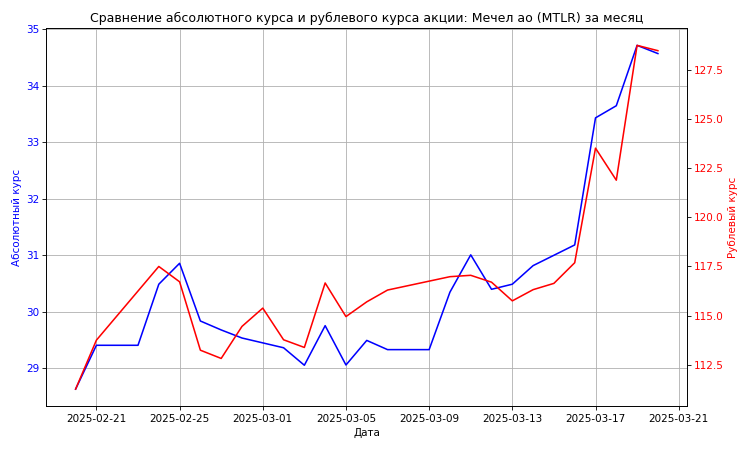 Сравнение абсолютного курса и рублевого курса акции: Мечел ао (MTLR) за месяц
Абсолютный курс
35
34
33
32
31
30
29
127.5
125.0
122.5
120.0
117.5
115.0
112.5
Рублевый курс
2025-02-21 2025-02-25 2025-03-01 2025-03-05 2025-03-09 2025-03-13 2025-03-17 2025-03-21
Дата